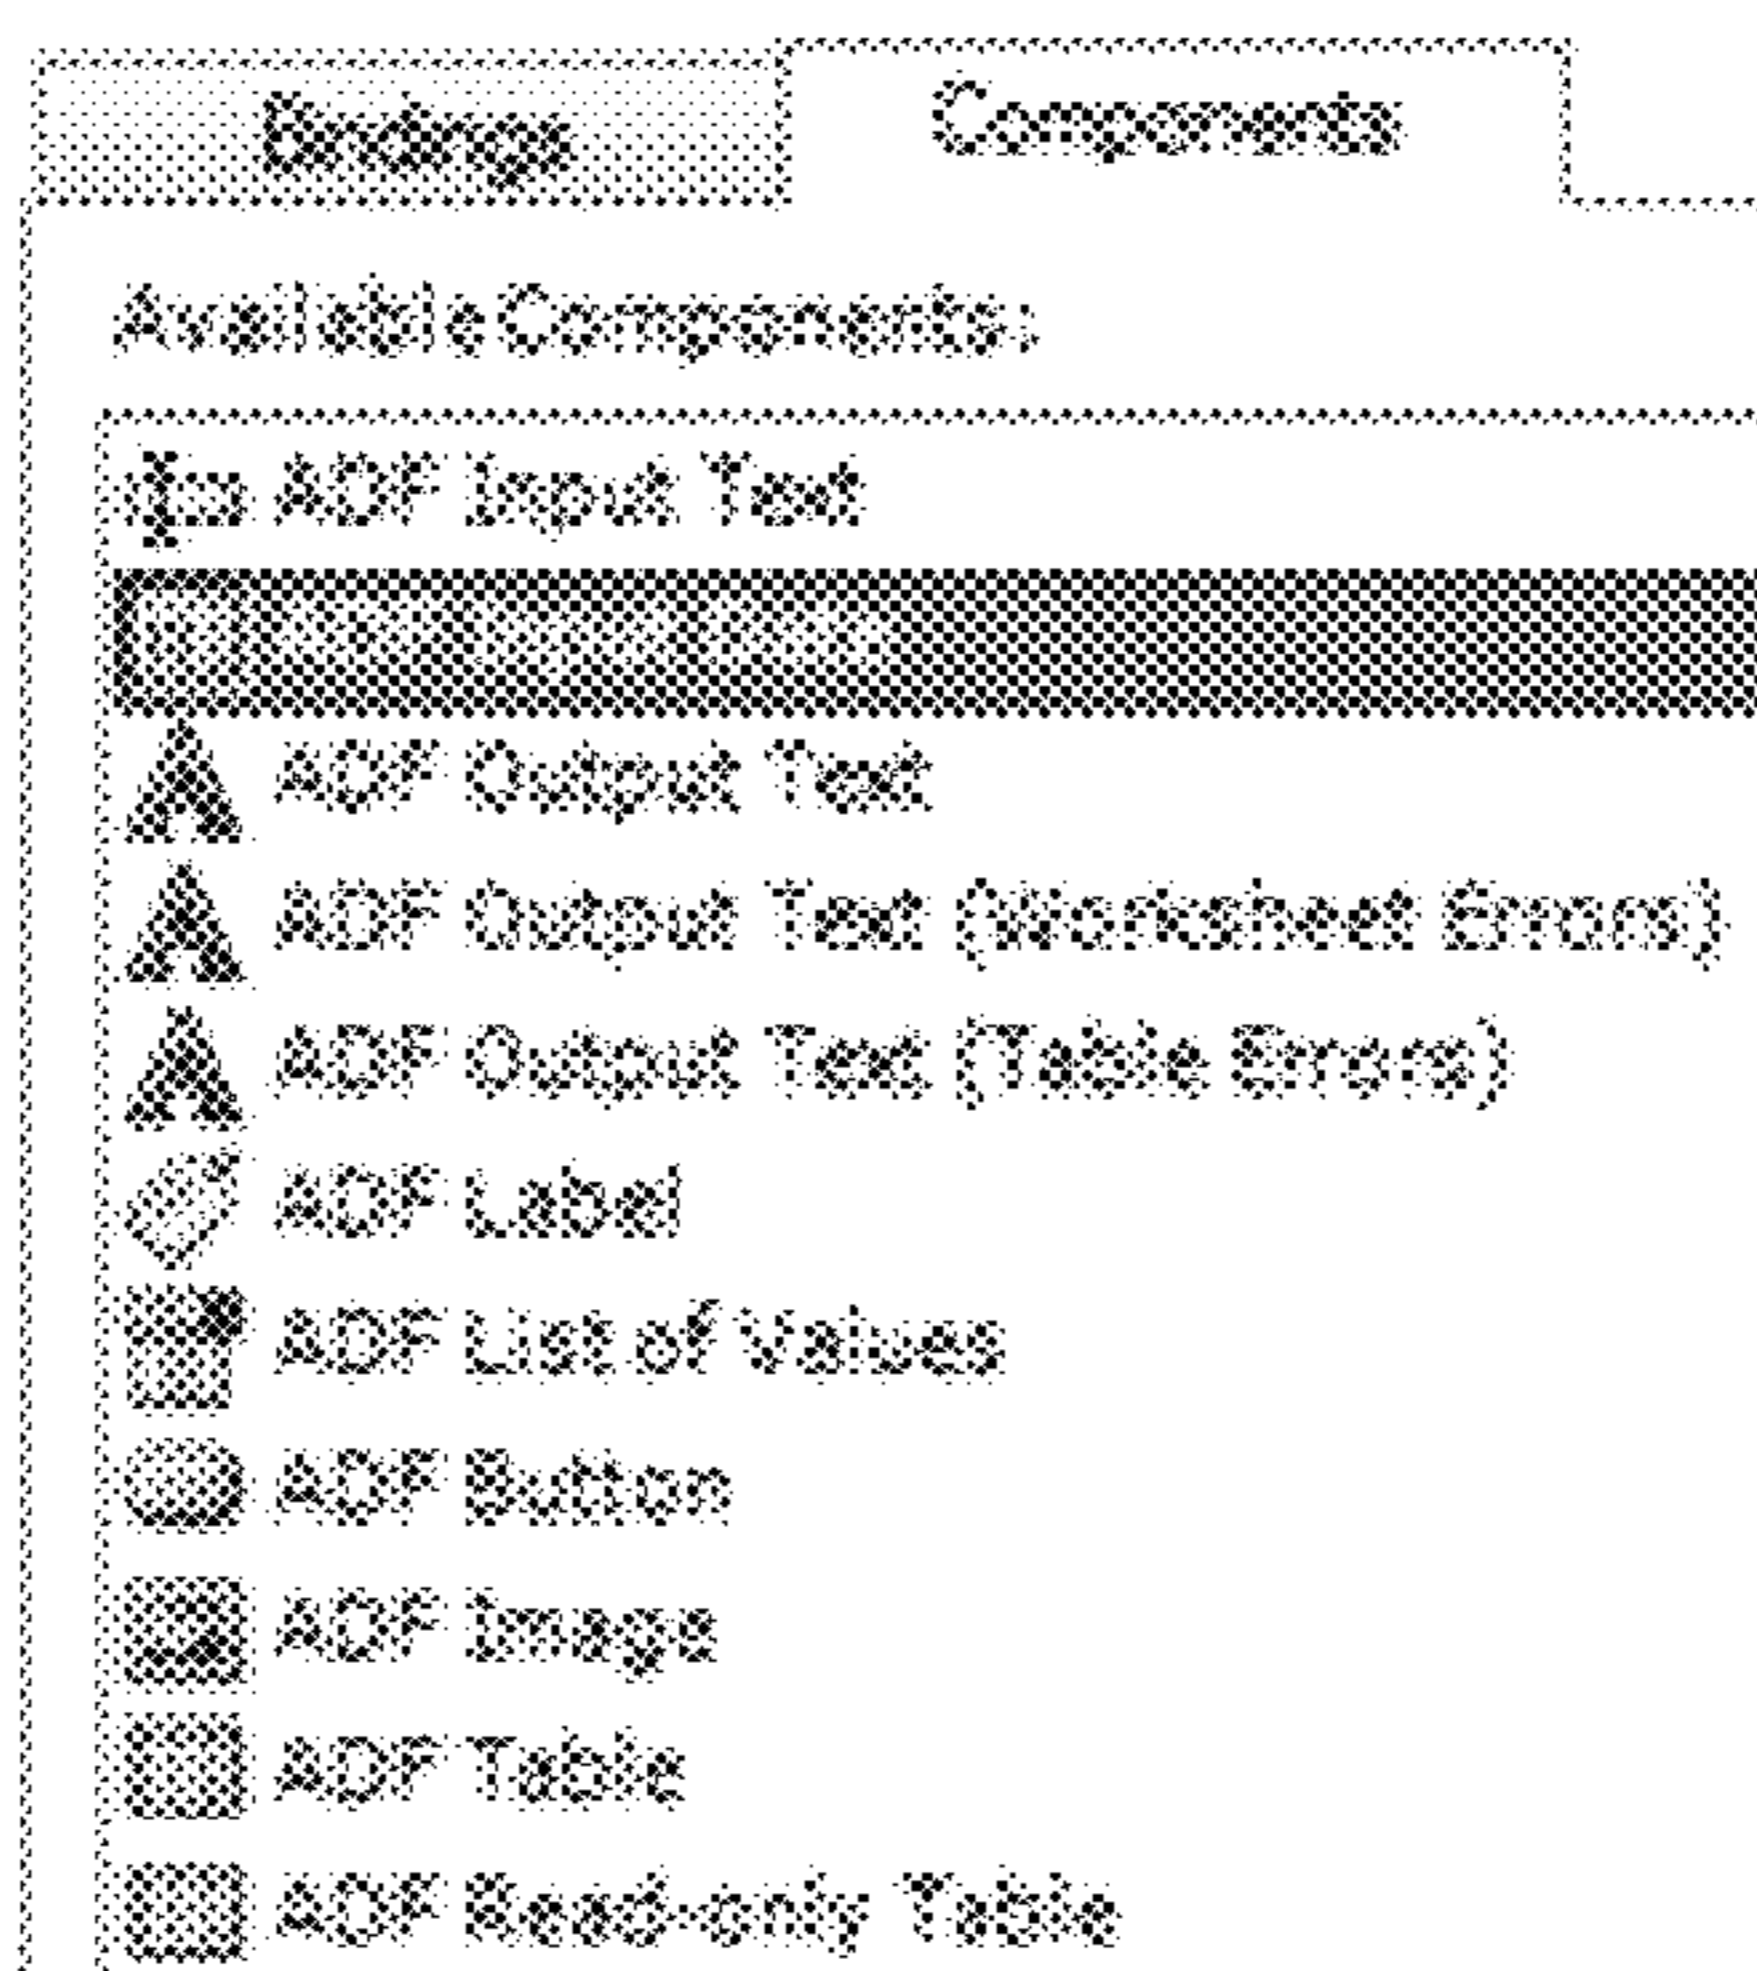 Bindings Components
Available Components:
ADF Input Text
ADF Output Text
ADF Output Text (Worksheet Errors)
ADF Output Text (Table Errors)
ADF Label
ADF List of Values
ADF Button
ADF Image
ADF Table
ADF Read-only Table